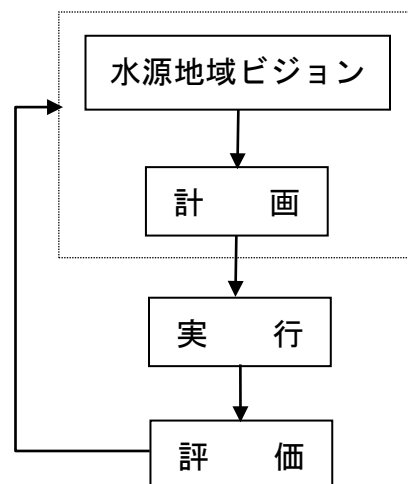 水源地域ビジョン
計　画
実　行
評　価